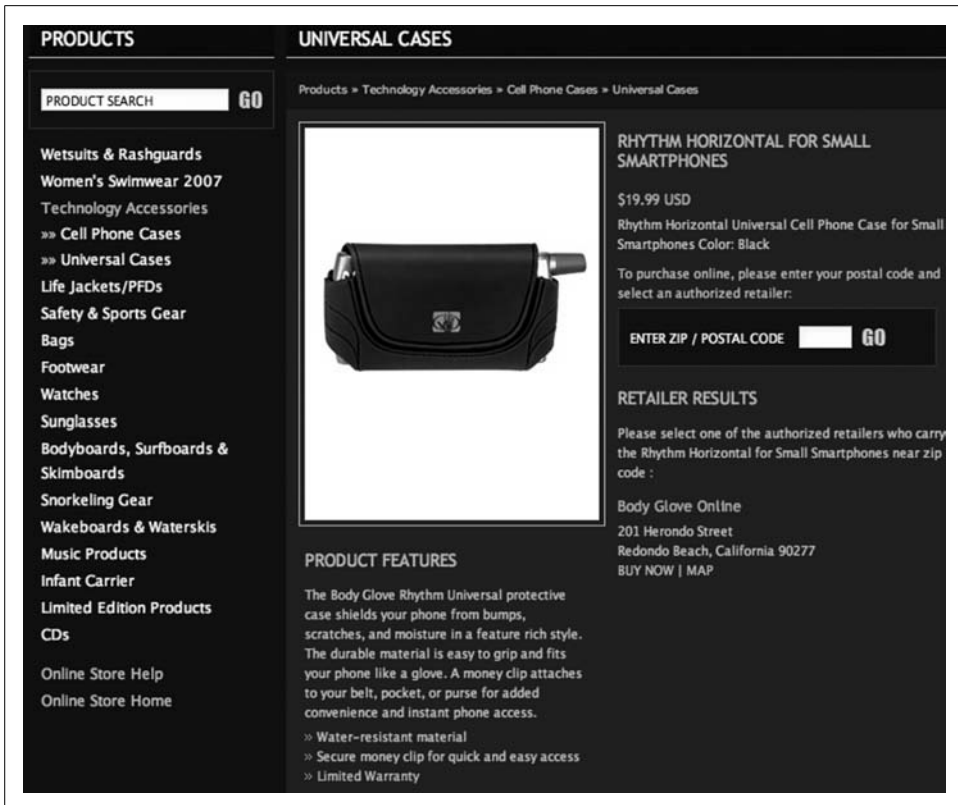 PRODUCTS
PRODUCT SEARCH GO
Wetsuits & Rashguards
Women's Swimwear 2007
Technology Accessories
»» Cell Phone Cases
»» Universal Cases
Life Jackets/PFDs
Safety & Sports Gear
Bags
Footwear
Watches
Sunglasses
Bodyboards, Surfboards &
Skimboards
Snorkeling Gear
Wakeboards & Waterskis
Music Products
Infant Carrier
Limited Edition Products
CDs
Online Store Help
Online Store Home
UNIVERSAL CASES
Products » Technology Accessories » Cell Phone Cases » Universal Cases
RHYTHM HORIZONTAL FOR SMALL
SMARTPHONES
$19.99 USD
Rhythm Horizontal Universal Cell Phone Case for Small
Smartphones Color: Black
To purchase online, please enter your postal code and
select an authorized retailer:
ENTER ZIP / POSTAL CODE GO
RETAILER RESULTS
Please select one of the authorized retailers who carry
the Rhythm Horizontal for Small Smartphones near zip
code :
Body Glove Online
201 Herondo Street
Redondo Beach, California 90277
BUY NOW | MAP
PRODUCT FEATURES
The Body Glove Rhythm Universal protective
case shields your phone from bumps,
scratches, and moisture in a feature rich style.
The durable material is easy to grip and fits
your phone like a glove. A money clip attaches
to your belt, pocket, or purse for added
convenience and instant phone access.
» Water-resistant material
» Secure money clip for quick and easy access
» Limited Warranty